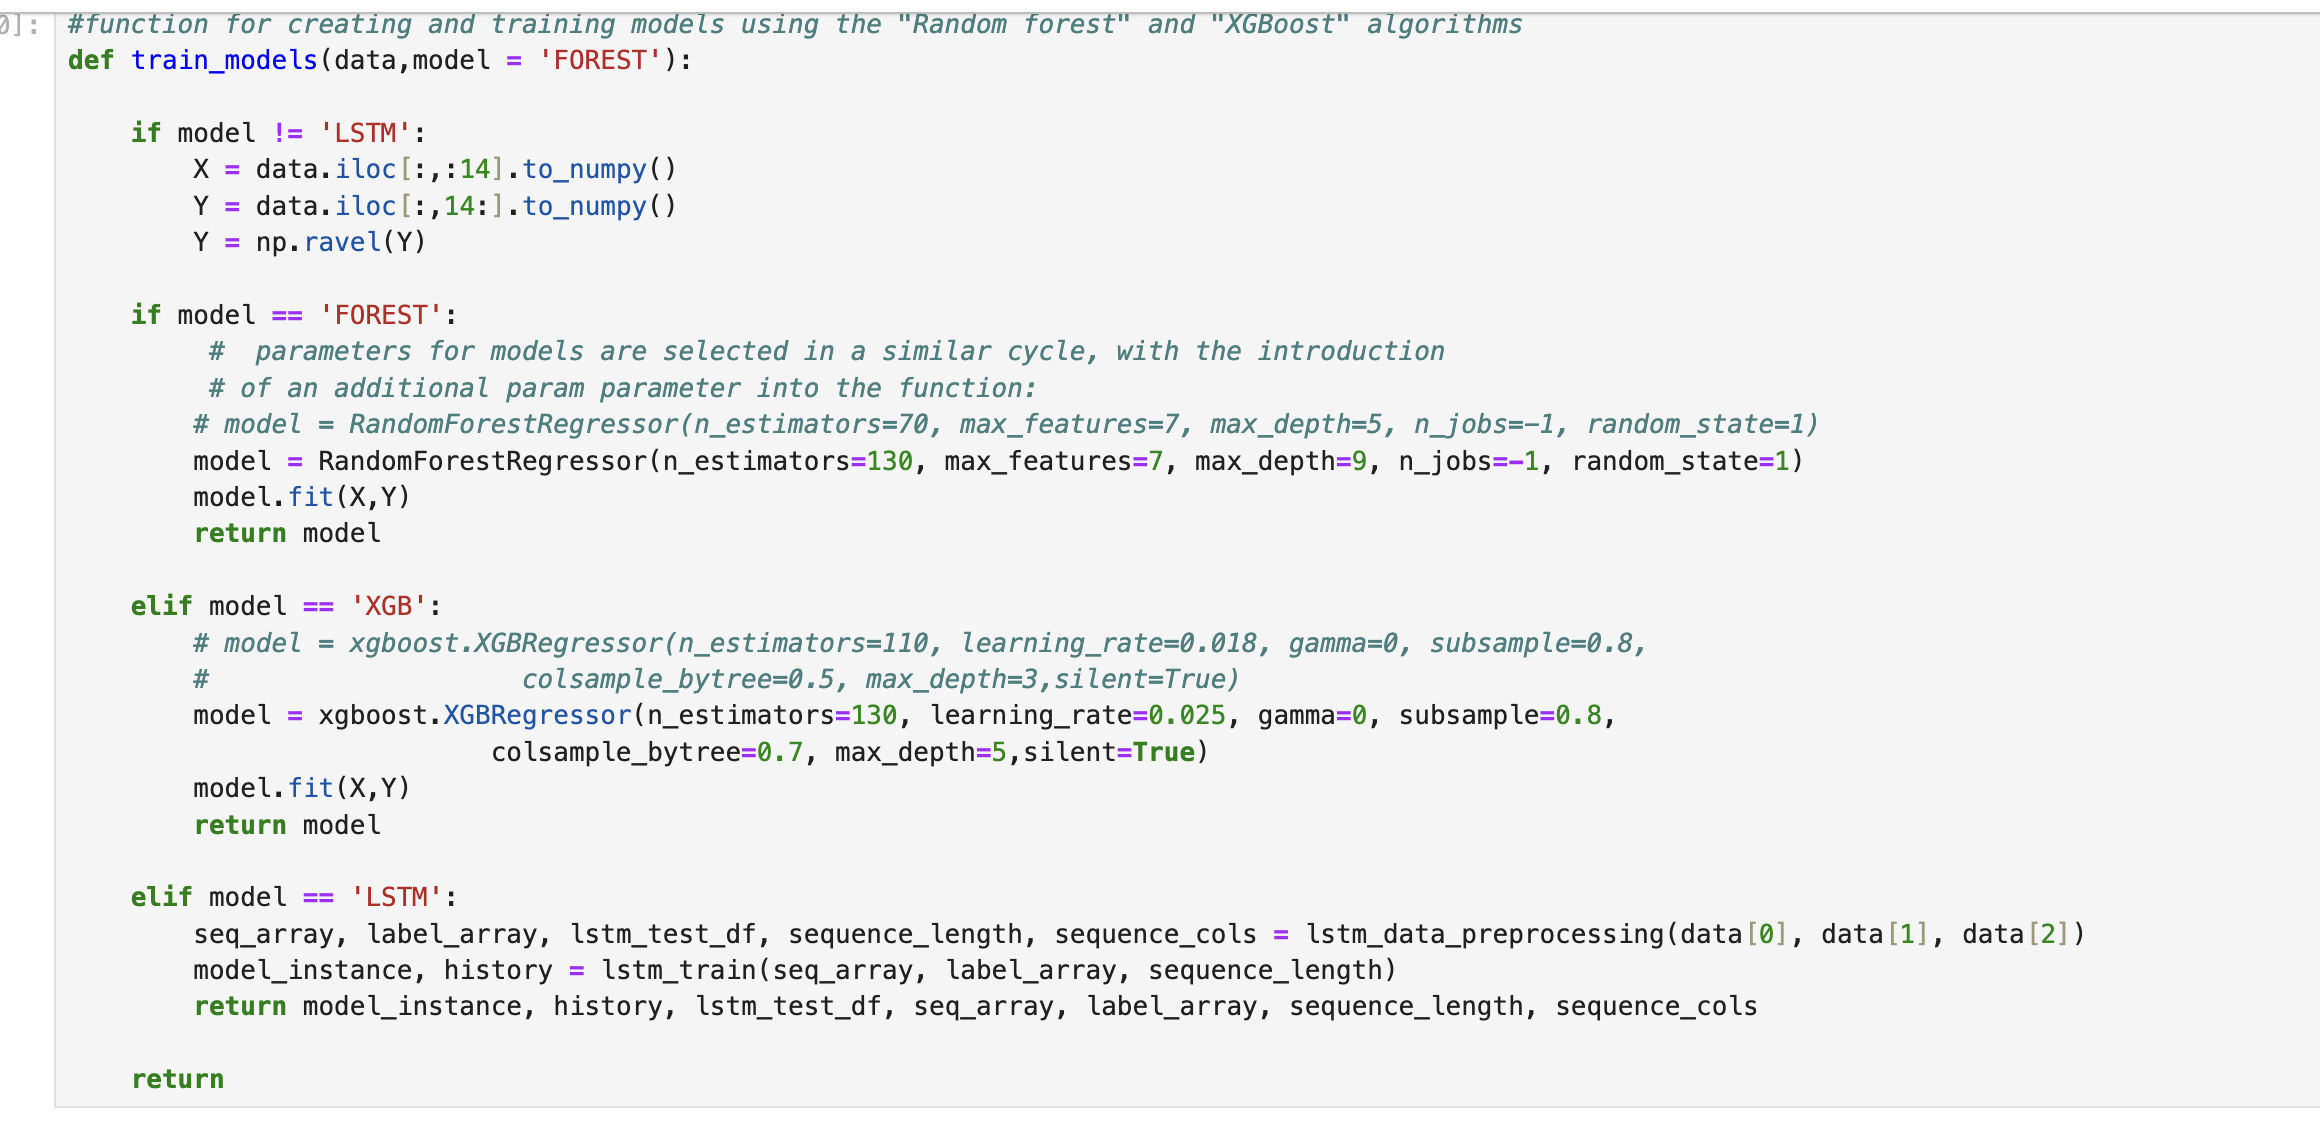 0]:
#function for creating and training models using the "Random forest" and "XGBoost" algorithms
def train_models(data,model = 'FOREST'):

    if model != 'LSTM':
        X = data.iloc[:,:14].to_numpy()
        Y = data.iloc[:,14:].to_numpy()
        Y = np.ravel(Y)

    if model == 'FOREST':
         #  parameters for models are selected in a similar cycle, with the introduction
         # of an additional param parameter into the function:
        # model = RandomForestRegressor(n_estimators=70, max_features=7, max_depth=5, n_jobs=-1, random_state=1)
        model = RandomForestRegressor(n_estimators=130, max_features=7, max_depth=9, n_jobs=-1, random_state=1)
        model.fit(X,Y)
        return model

    elif model == 'XGB':
        # model = xgboost.XGBRegressor(n_estimators=110, learning_rate=0.018, gamma=0, subsample=0.8,
        #                    colsample_bytree=0.5, max_depth=3,silent=True)
        model = xgboost.XGBRegressor(n_estimators=130, learning_rate=0.025, gamma=0, subsample=0.8,
                           colsample_bytree=0.7, max_depth=5,silent=True)
        model.fit(X,Y)
        return model

    elif model == 'LSTM':
        seq_array, label_array, lstm_test_df, sequence_length, sequence_cols = lstm_data_preprocessing(data[0], data[1], data[2])
        model_instance, history = lstm_train(seq_array, label_array, sequence_length)
        return model_instance, history, lstm_test_df, seq_array, label_array, sequence_length, sequence_cols

    return